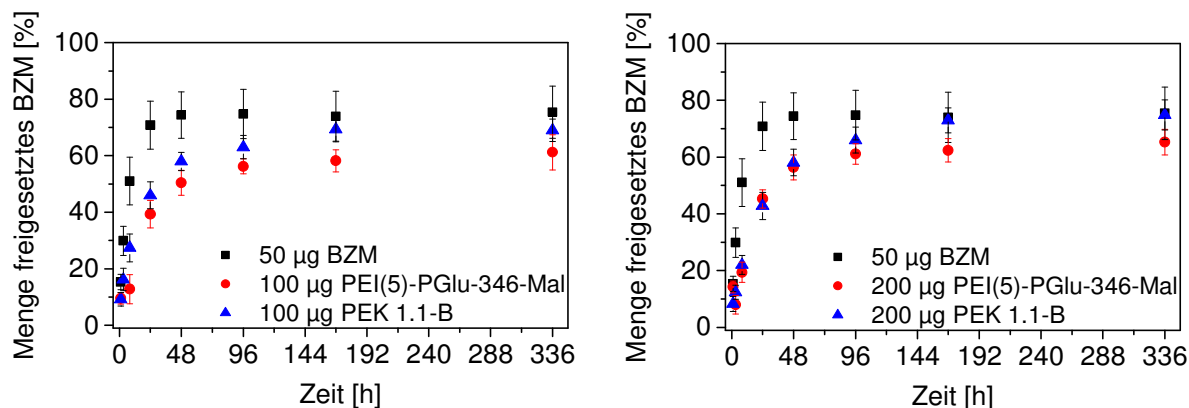 Menge freigesetztes BZM [%]
100
80
60
40
20
0
50 µg BZM
100 µg PEI(5)-PGlu-346-Mal
100 µg PEK 1.1-B
0 48 96 144 192 240 288 336
Zeit [h]
Menge freigesetztes BZM [%]
100
80
60
40
20
0
50 µg BZM
200 µg PEI(5)-PGlu-346-Mal
200 µg PEK 1.1-B
0 48 96 144 192 240 288 336
Zeit [h]